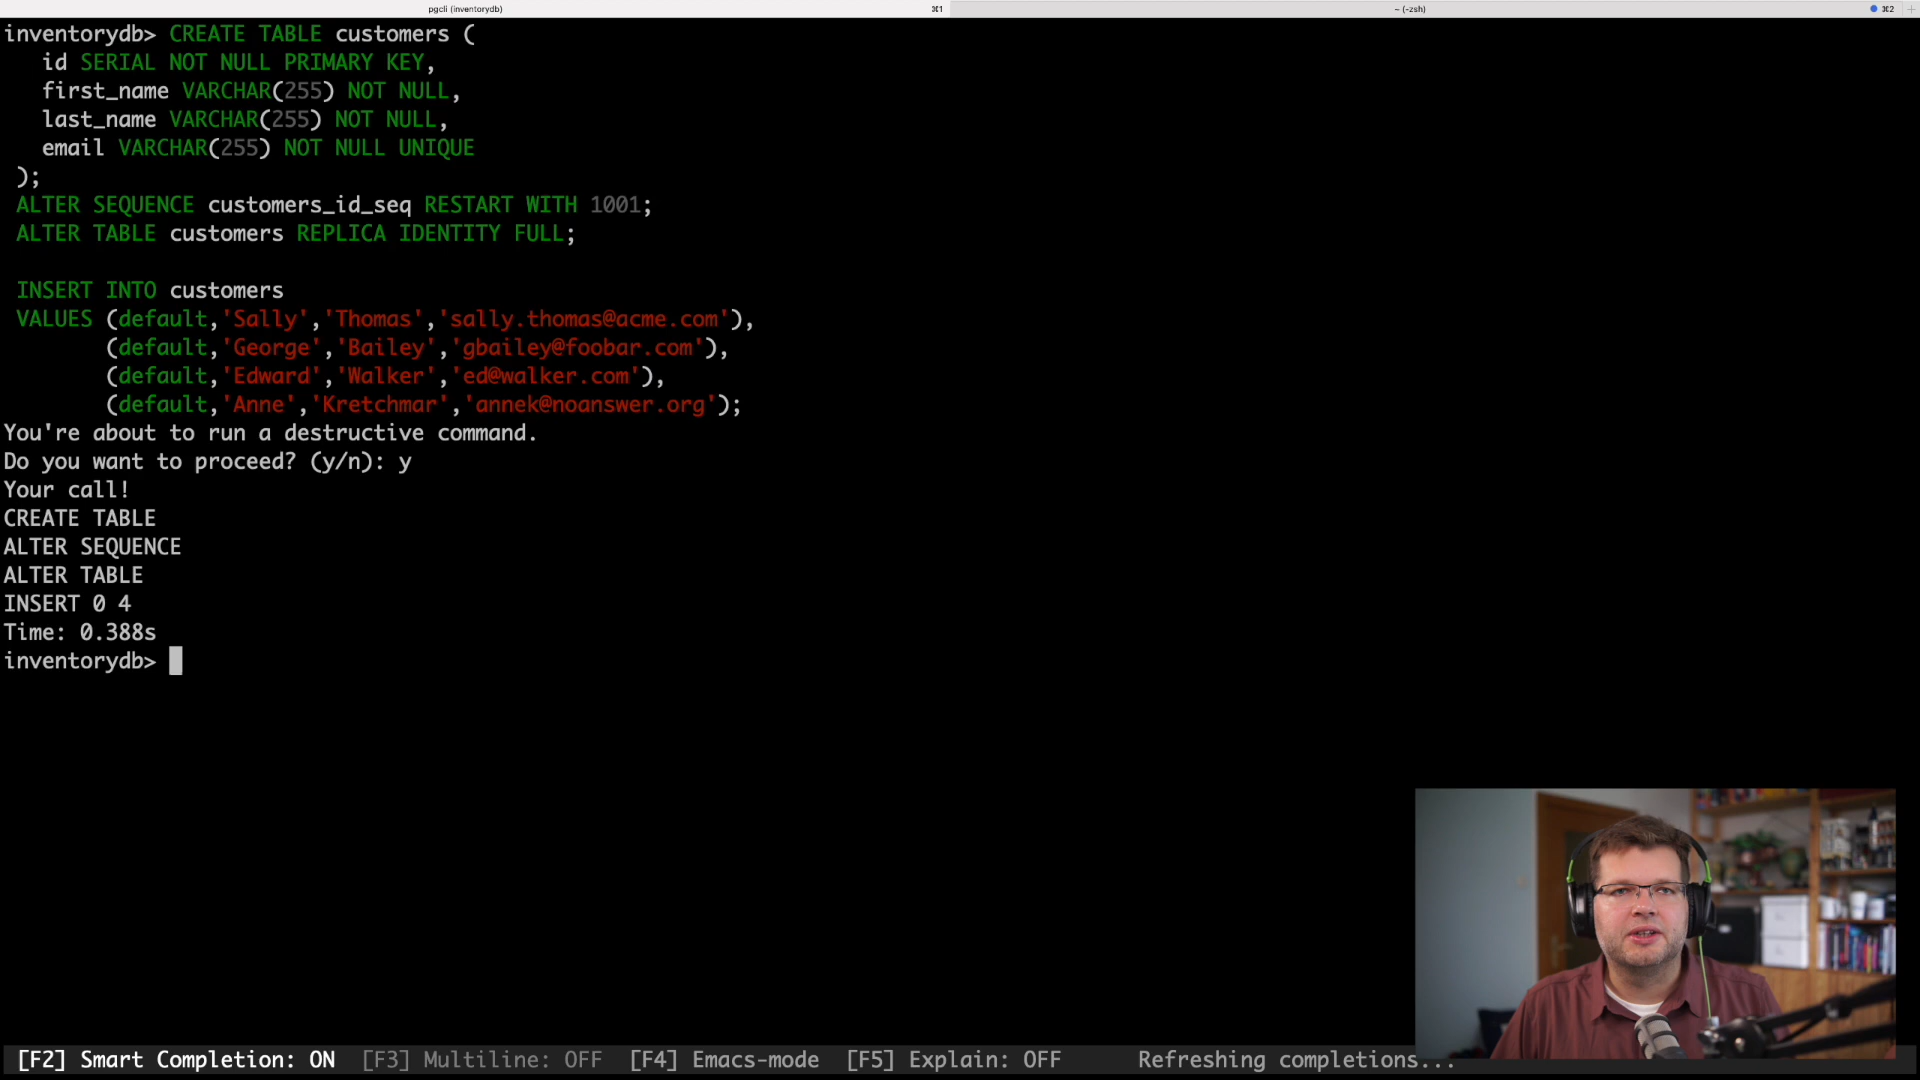 pgcli (inventorydb) ⌘1 ~ (-zsh) ⌘2
inventorydb> CREATE TABLE customers (
   id SERIAL NOT NULL PRIMARY KEY,
   first_name VARCHAR(255) NOT NULL,
   last_name VARCHAR(255) NOT NULL,
   email VARCHAR(255) NOT NULL UNIQUE
 );
 ALTER SEQUENCE customers_id_seq RESTART WITH 1001;
 ALTER TABLE customers REPLICA IDENTITY FULL;
 INSERT INTO customers
 VALUES (default,'Sally','Thomas','sally.thomas@acme.com'),
        (default,'George','Bailey','gbailey@foobar.com'),
        (default,'Edward','Walker','ed@walker.com'),
        (default,'Anne','Kretchmar','annek@noanswer.org');
You're about to run a destructive command.
Do you want to proceed? (y/n): y
Your call!
CREATE TABLE
ALTER SEQUENCE
ALTER TABLE
INSERT 0 4
Time: 0.388s
inventorydb>
[F2] Smart Completion: ON [F3] Multiline: OFF [F4] Emacs-mode [F5] Explain: OFF Refreshing completions...